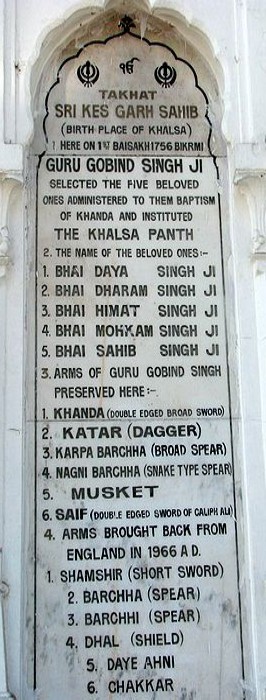 ੴ
TAKHAT
SRI KES GARH SAHIB
(BIRTH PLACE OF KHALSA)
1 HERE ON 1ST BAISAKH 1756 BIKRMI
GURU GOBIND SINGH JI
SELECTED THE FIVE BELOVED
ONES ADMINISTERED TO THEM BAPTISM
OF KHANDA AND INSTITUTED
THE KHALSA PANTH
2. THE NAME OF THE BELOVED ONES:-
1. BHAI DAYA SINGH JI
2. BHAI DHARAM SINGH JI
3. BHAI HIMAT SINGH JI
4. BHAI MOHKAM SINGH JI
5. BHAI SAHIB SINGH JI
3. ARMS OF GURU GOBIND SINGH
PRESERVED HERE:-
1. KHANDA (DOUBLE EDGED BROAD SWORD)
2. KATAR (DAGGER)
3. KARPA BARCHHA (BROAD SPEAR)
4. NAGNI BARCHHA (SNAKE TYPE SPEAR)
5. MUSKET
6. SAIF (DOUBLE EDGED SWORD OF CALIPH ALI)
4. ARMS BROUGHT BACK FROM
ENGLAND IN 1966 A.D.
1. SHAMSHIR (SHORT SWORD)
2. BARCHHA (SPEAR)
3. BARCHHI (SPEAR)
4. DHAL (SHIELD)
5. DAYE AHNI
6. CHAKKAR